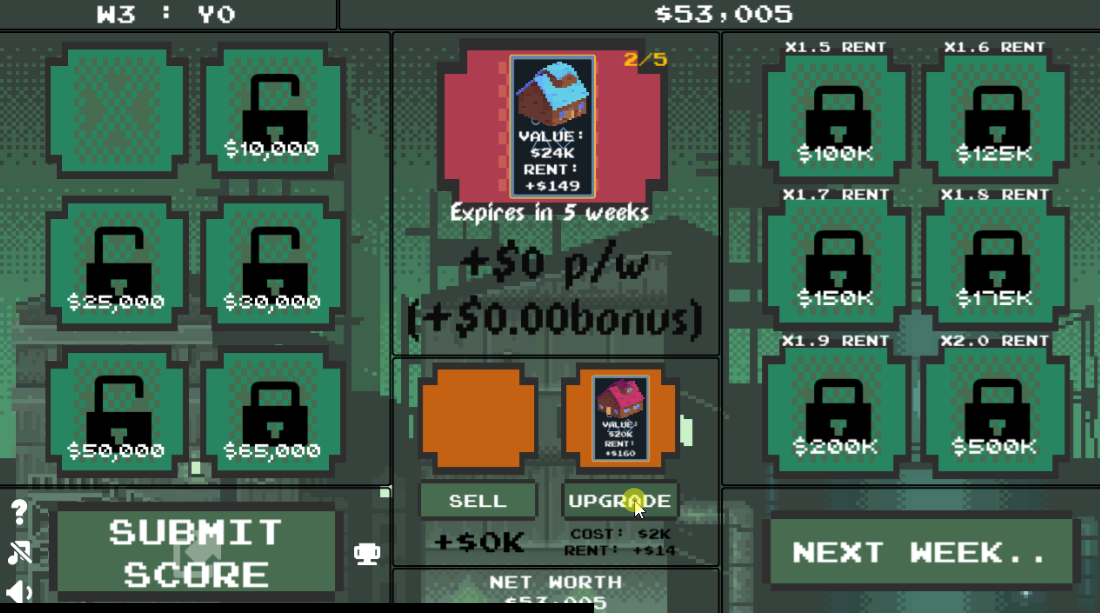 W3 : Y0
$53,005
$10,000
$25,000
$30,000
$50,000
$65,000
2/5
VALUE:
$24K
RENT:
+$149
Expires in 5 weeks
+$0 p/w
(+$0.00bonus)
VALUE:
$20K
RENT:
+$160
SELL
UPGRADE
+$0K
COST: $2K
RENT: +$14
NET WORTH
$53,005
X1.5 RENT
X1.6 RENT
$100K
$125K
X1.7 RENT
X1.8 RENT
$150K
$175K
X1.9 RENT
X2.0 RENT
$200K
$500K
?
SUBMIT
SCORE
NEXT WEEK..